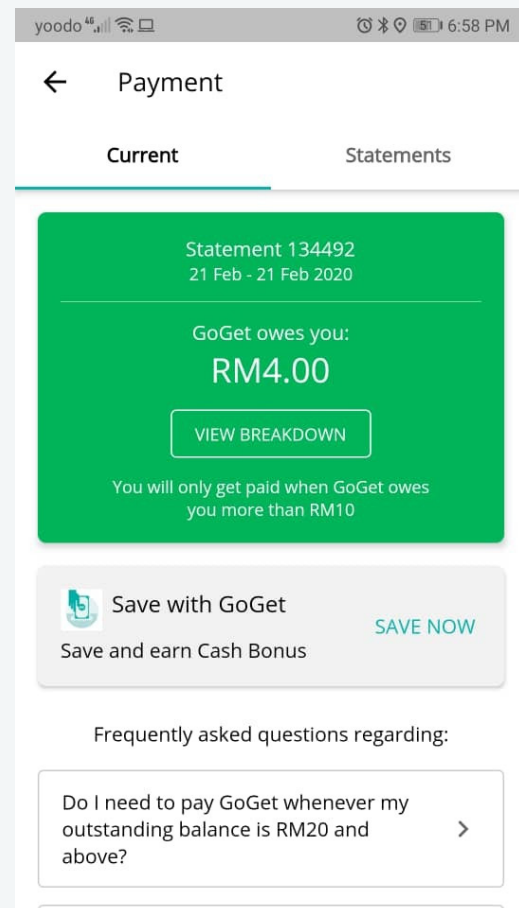 yoodo 4G 51 6:58 PM
Payment
Current Statements
Statement 134492
21 Feb - 21 Feb 2020
GoGet owes you:
RM4.00
VIEW BREAKDOWN
You will only get paid when GoGet owes
you more than RM10
Save with GoGet
SAVE NOW
Save and earn Cash Bonus
Frequently asked questions regarding:
Do I need to pay GoGet whenever my
outstanding balance is RM20 and
above?